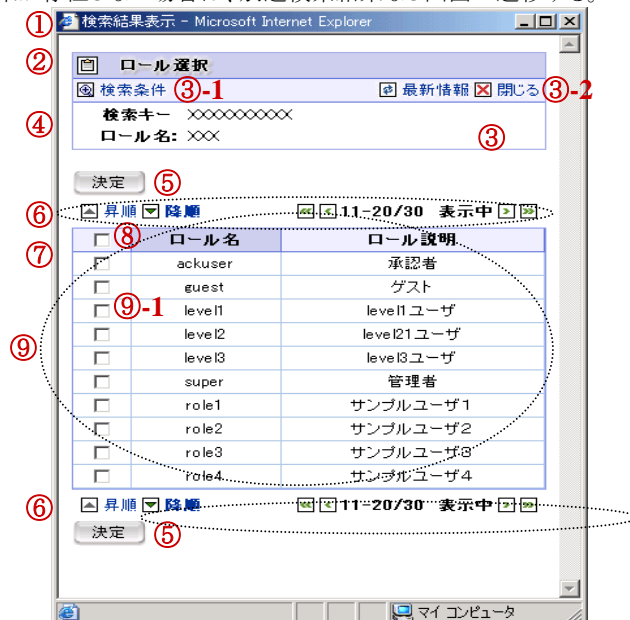 ① 検索結果表示 - Microsoft Internet Explorer
② ロール選択
検索条件 ③-1 最新情報 閉じる ③-2
④ 検索キー XXXXXXXXXX
ロール名: XXX ③
決定 ⑤
⑥ 昇順 降順 11-20/30 表示中
⑦ ⑧ ロール名 ロール説明
ackuser 承認者
guest ゲスト
⑨-1 level1 level1ユーザ
level2 level21ユーザ
⑨ level3 level3ユーザ
super 管理者
role1 サンプルユーザ1
role2 サンプルユーザ2
role3 サンプルユーザ3
role4 サンプルユーザ4
⑥ 昇順 降順 11-20/30 表示中
決定 ⑤
マイ コンピュータ